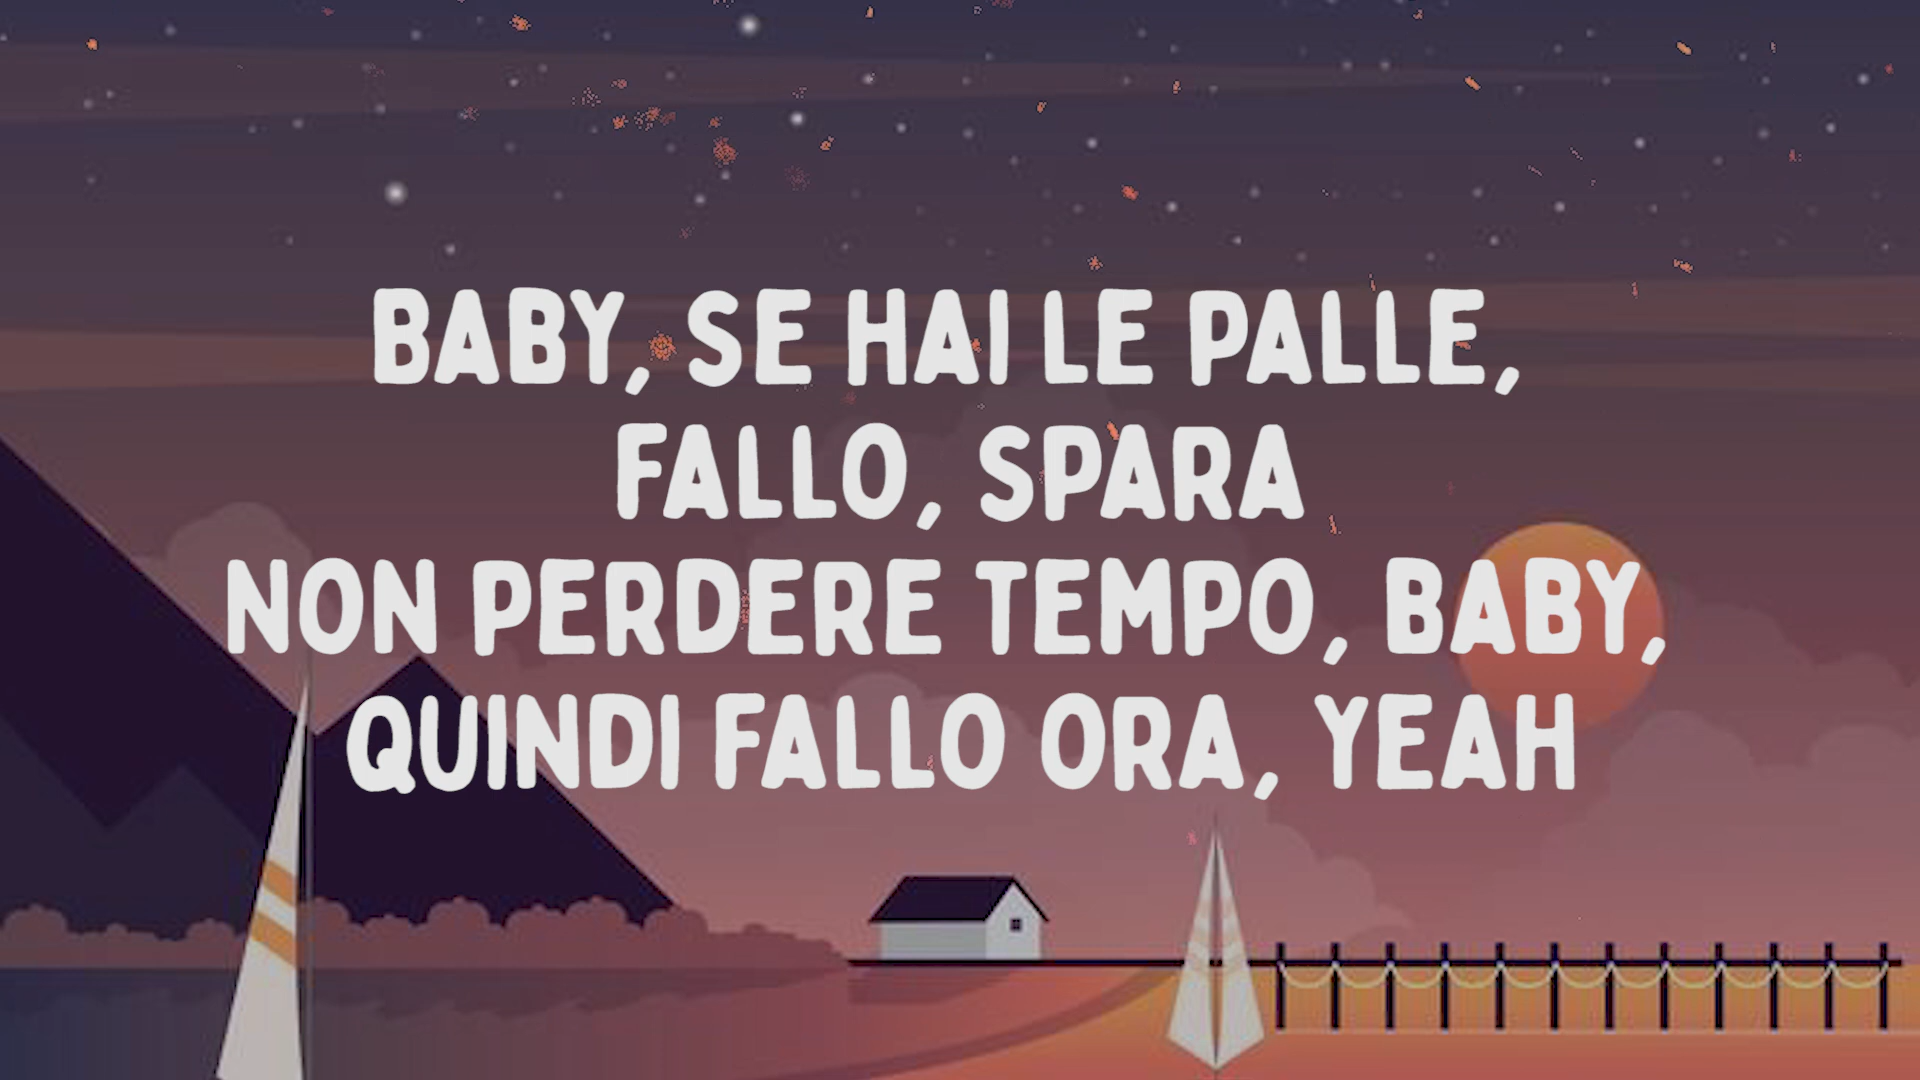 BABY, SE HAI LE PALLE,
FALLO, SPARA
NON PERDERE TEMPO, BABY,
QUINDI FALLO ORA, YEAH